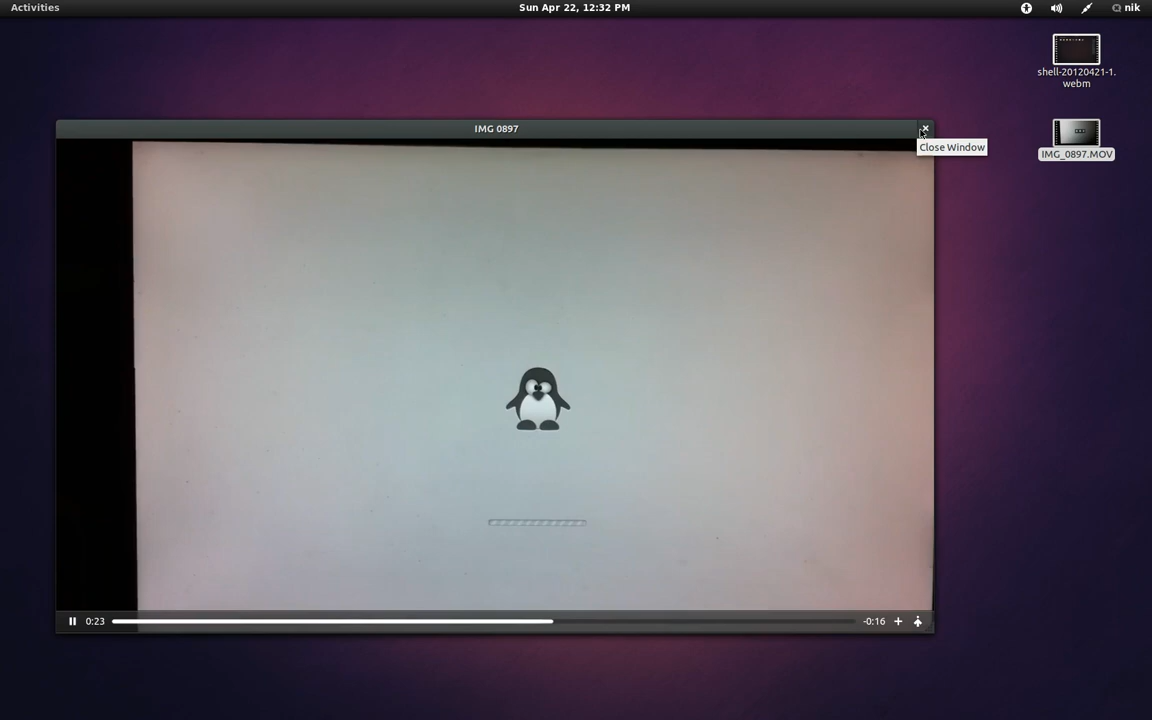 Activities
Sun Apr 22, 12:32 PM
nik
shell-20120421-1.
webm
IMG 0897
Close Window
IMG_0897.MOV
0:23
-0:16